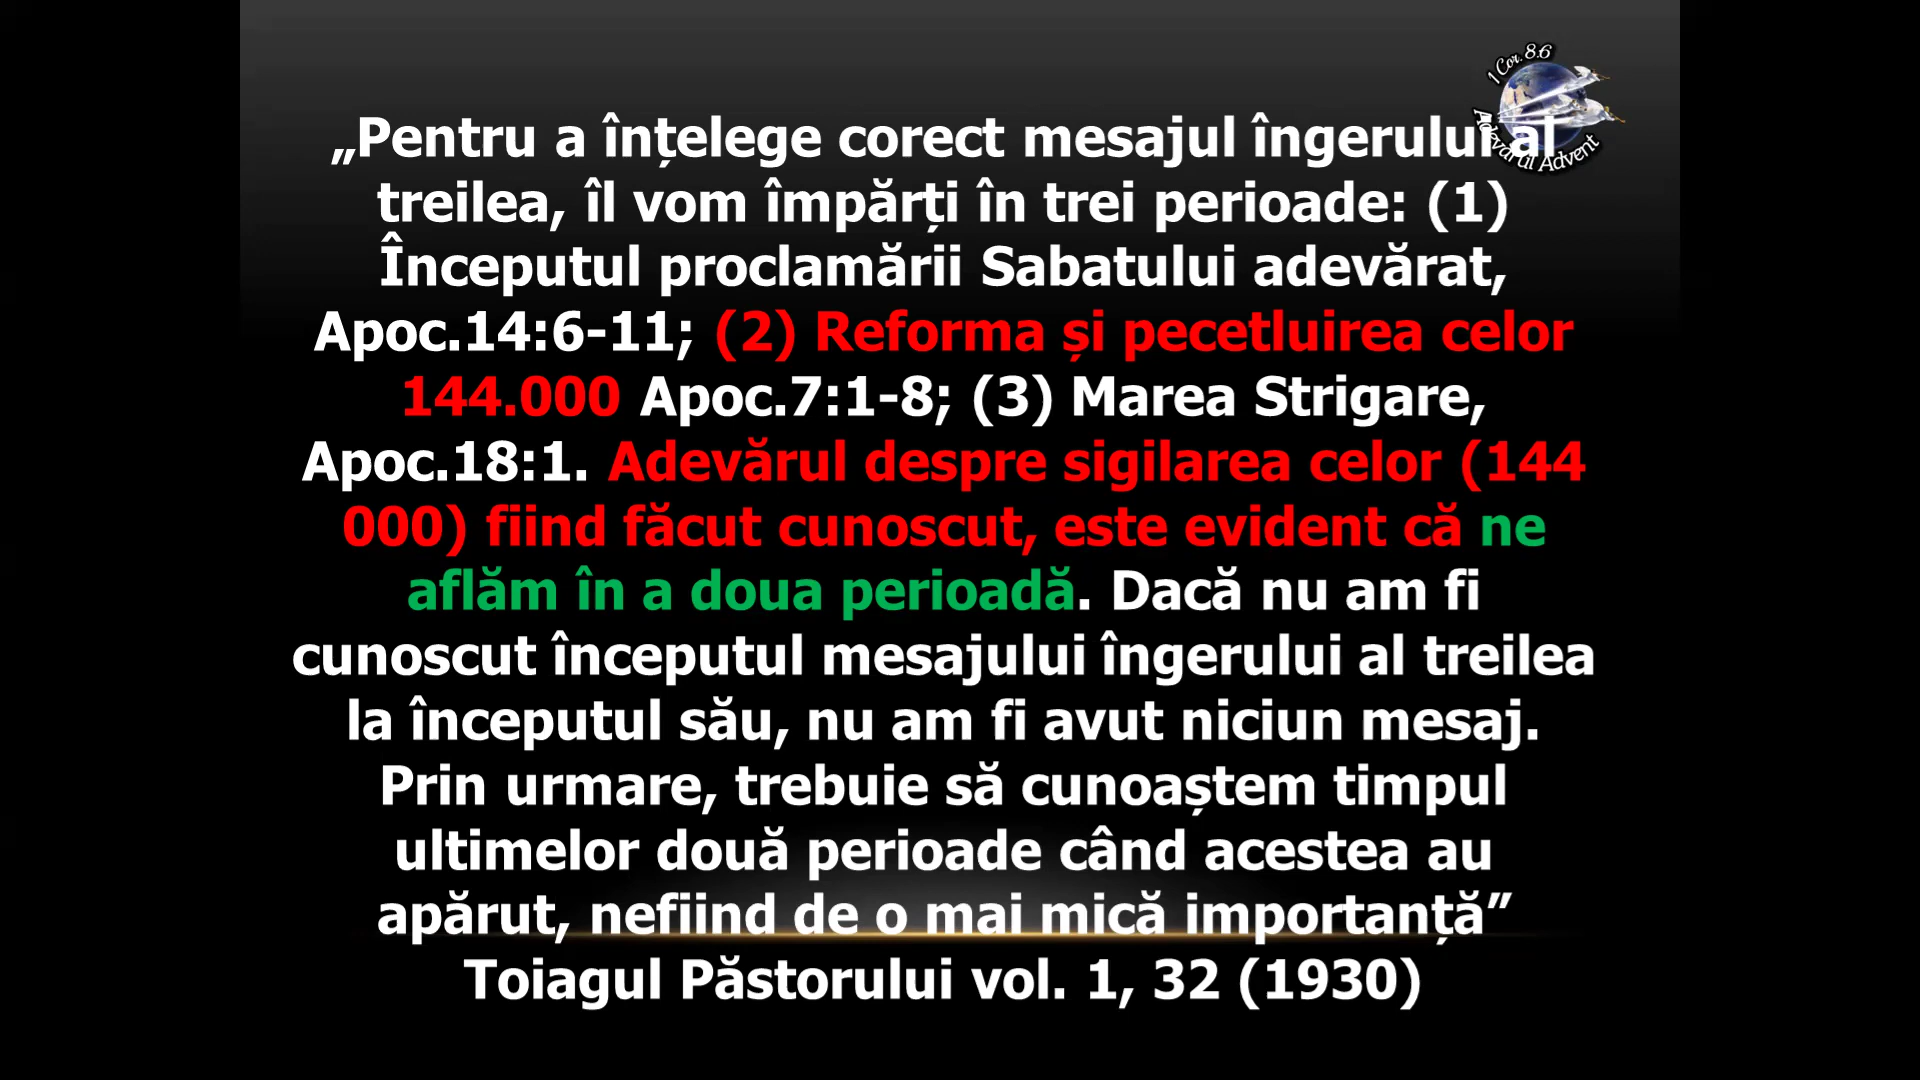 1 Cor. 8:6
Adevărul Advent
„Pentru a înțelege corect mesajul îngerului al
treilea, îl vom împărți în trei perioade: (1)
Începutul proclamării Sabatului adevărat,
Apoc.14:6-11; (2) Reforma și pecetluirea celor
144.000 Apoc.7:1-8; (3) Marea Strigare,
Apoc.18:1. Adevărul despre sigilarea celor (144
000) fiind făcut cunoscut, este evident că ne
aflăm în a doua perioadă. Dacă nu am fi
cunoscut începutul mesajului îngerului al treilea
la începutul său, nu am fi avut niciun mesaj.
Prin urmare, trebuie să cunoaștem timpul
ultimelor două perioade când acestea au
apărut, nefiind de o mai mică importanță”
Toiagul Păstorului vol. 1, 32 (1930)